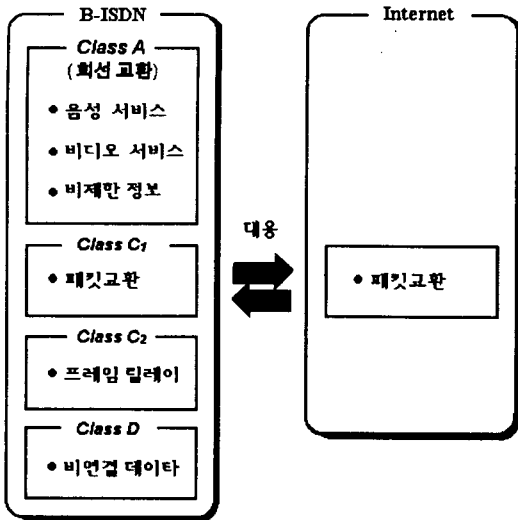 B-ISDN
Class A
(회선 교환)
• 음성 서비스
• 비디오 서비스
• 비제한 정보
Class C1
• 패킷교환
Class C2
• 프레임 릴레이
Class D
• 비연결 데이타
대응
Internet
• 패킷교환